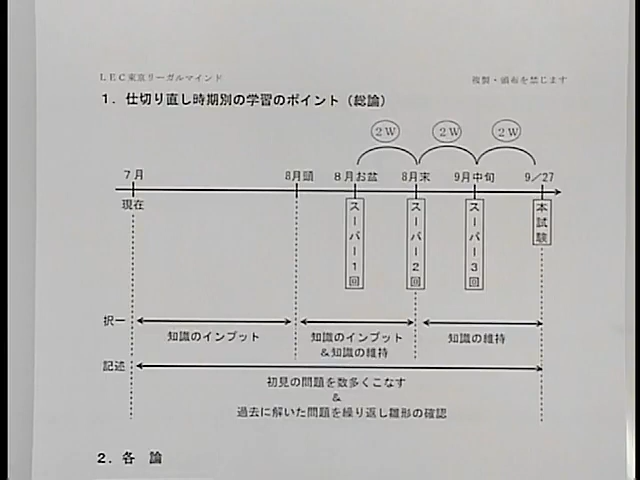 LEC東京リーガルマインド
複製・頒布を禁じます
1．仕切り直し時期別の学習のポイント（総論）
2W 2W 2W
7月 8月頭 8月お盆 8月末 9月中旬 9／27
現在
スーパー1回
スーパー2回
スーパー3回
本試験
択一
知識のインプット
知識のインプット
＆知識の維持
知識の維持
記述
初見の問題を数多くこなす
＆
過去に解いた問題を繰り返し雛形の確認
2．各　論